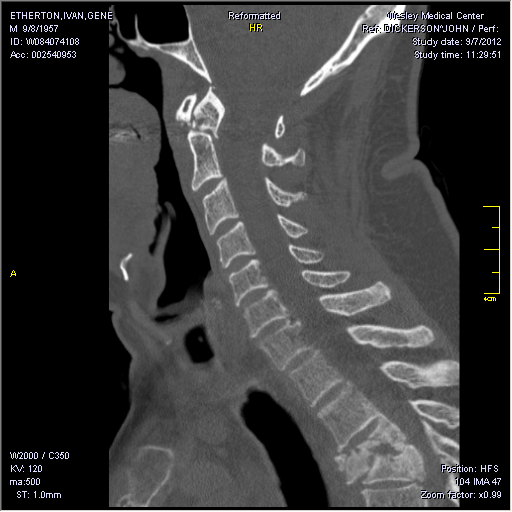 ETHERTON,IVAN,GENE
M 9/8/1957
ID: W084074108
Acc: 002540953
Reformatted
HR
Wesley Medical Center
Ref: DICKERSON^JOHN / Perf:
Study date: 9/7/2012
Study time: 11:29:51
A
4cm
W2000 / C350
KV: 120
ma:500
ST: 1.0mm
Position: HFS
104 IMA 47
Zoom factor: x0.99